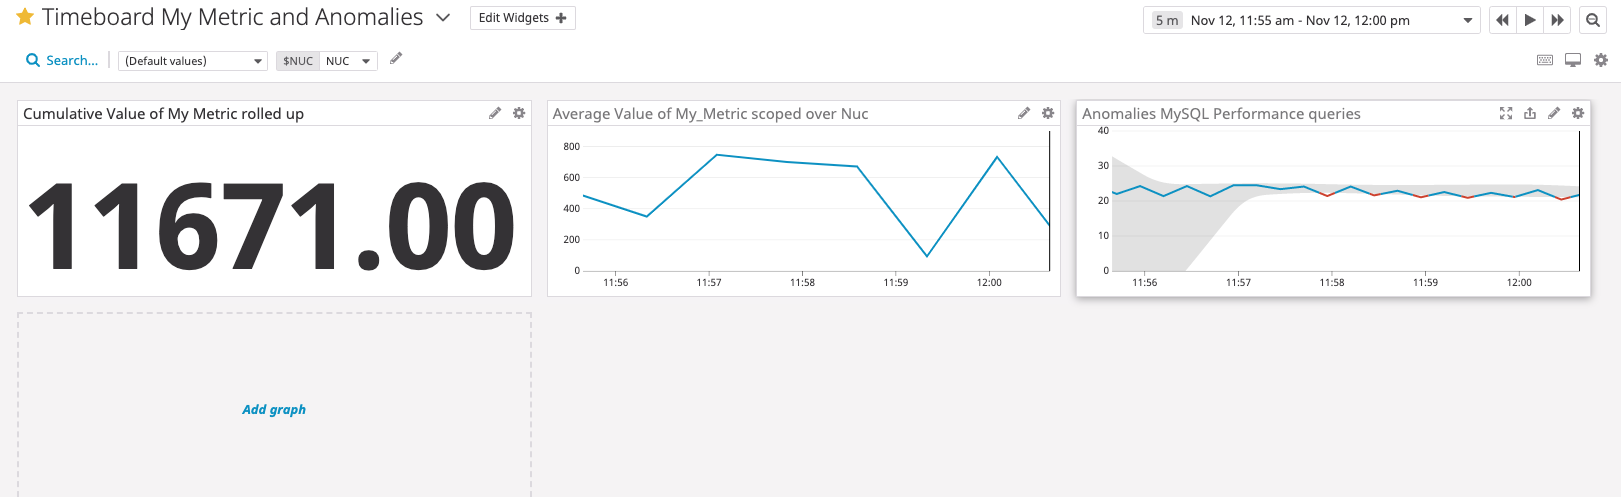 Timeboard My Metric and Anomalies
Edit Widgets
5 m Nov 12, 11:55 am - Nov 12, 12:00 pm
Search...
(Default values)
$NUC NUC
Cumulative Value of My Metric rolled up
11671.00
Average Value of My_Metric scoped over Nuc
800
600
400
200
0
11:56 11:57 11:58 11:59 12:00
Anomalies MySQL Performance queries
40
30
20
10
0
11:56 11:57 11:58 11:59 12:00
Add graph